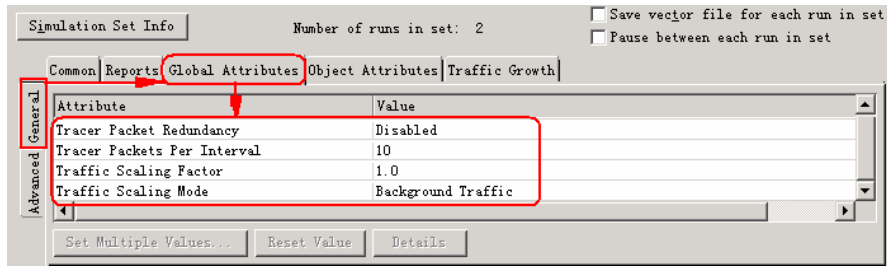 Simulation Set Info Number of runs in set: 2 Save vector file for each run in set
Pause between each run in set
Common Reports Global Attributes Object Attributes Traffic Growth
General
Advanced
Attribute Value
Tracer Packet Redundancy Disabled
Tracer Packets Per Interval 10
Traffic Scaling Factor 1.0
Traffic Scaling Mode Background Traffic
Set Multiple Values... Reset Value Details